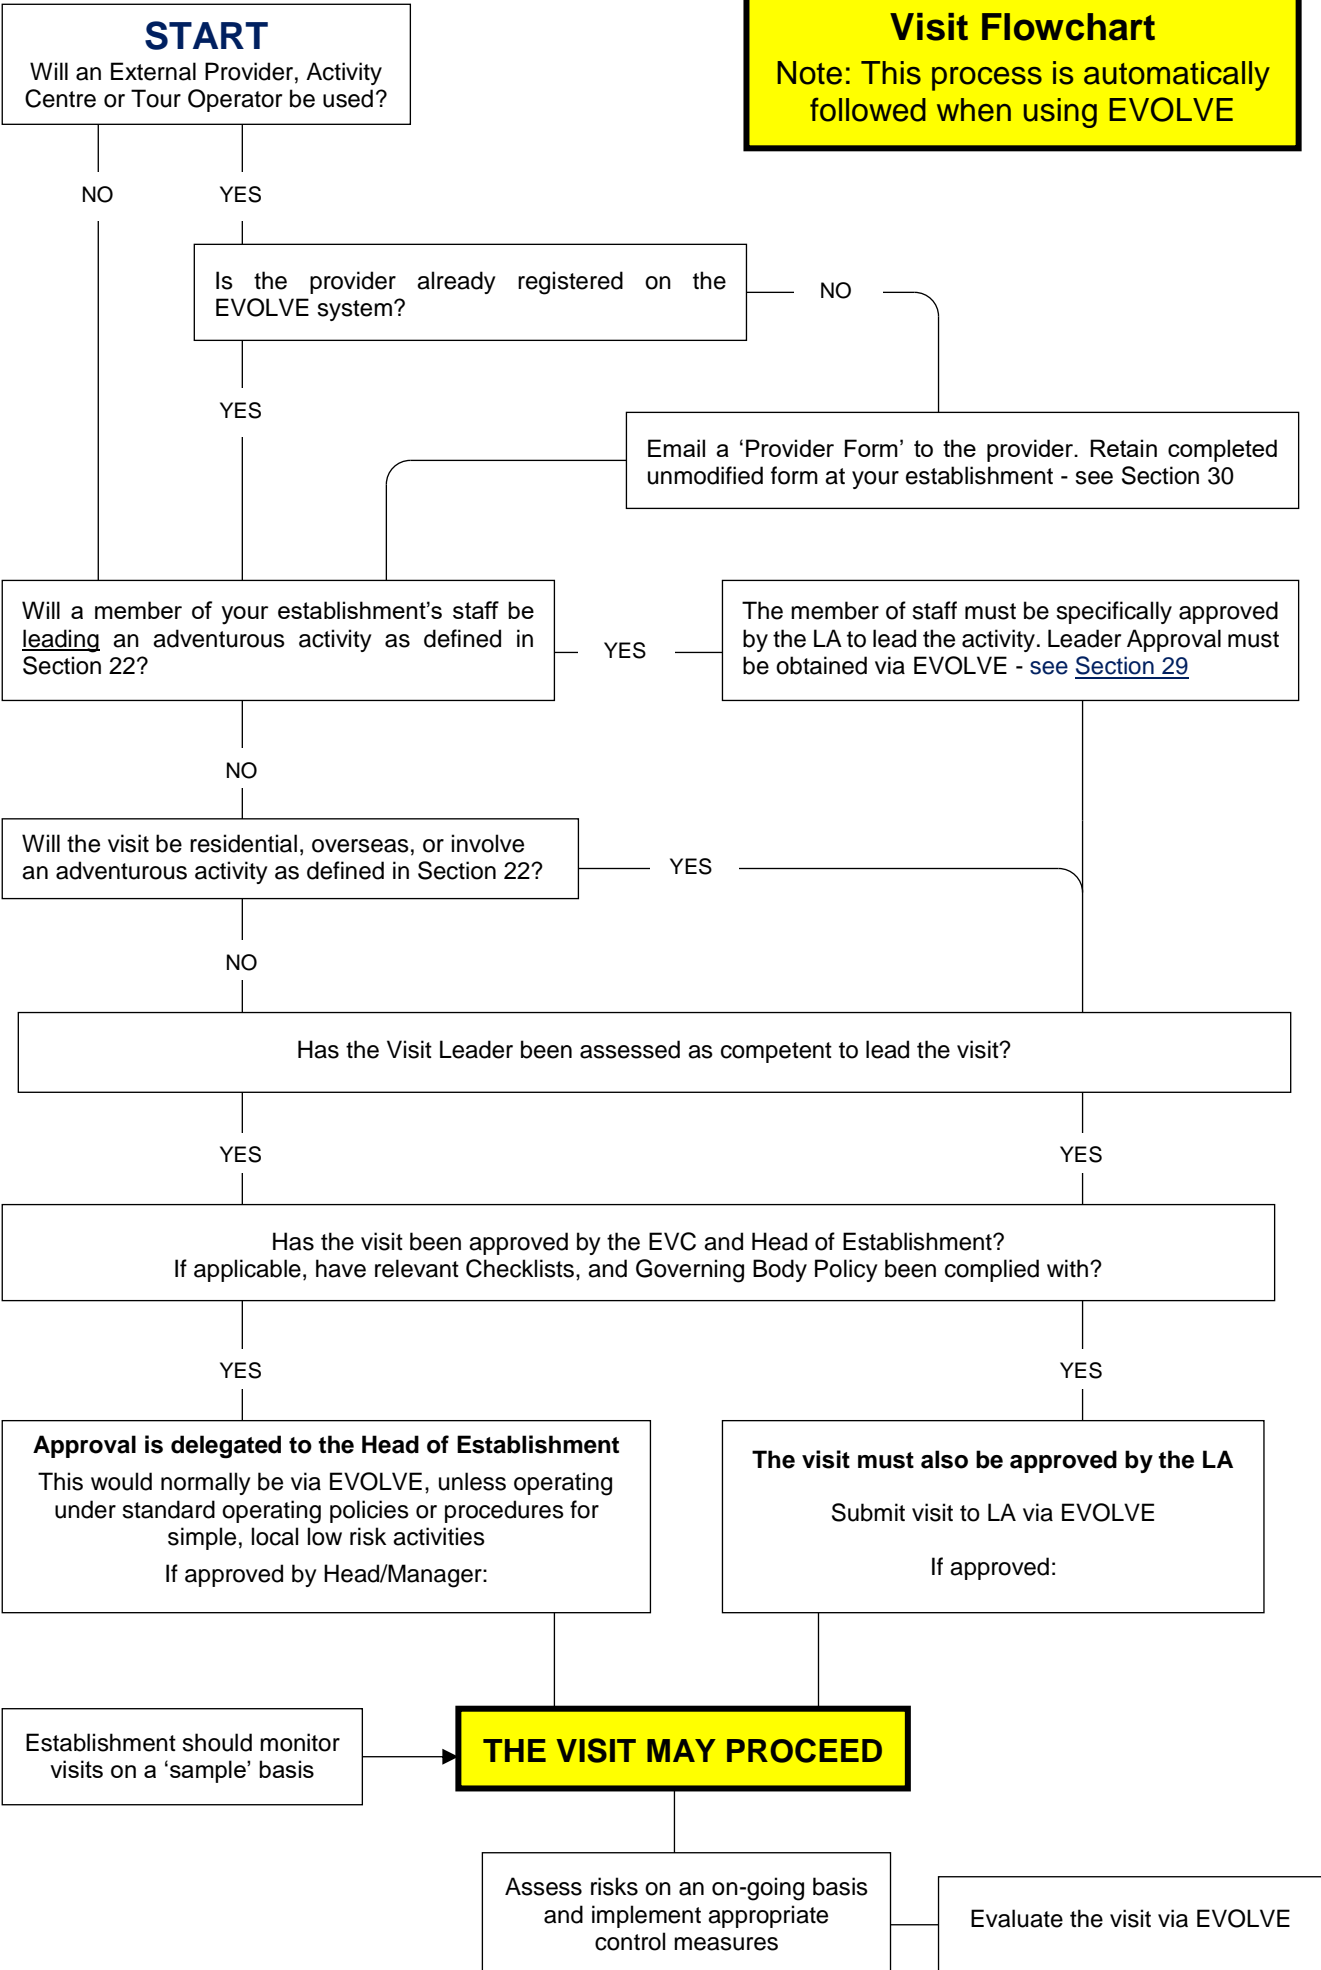 START
Will an External Provider, Activity
Centre or Tour Operator be used?
Visit Flowchart
Note: This process is automatically
followed when using EVOLVE
NO
YES
Is the provider already registered on the
EVOLVE system?
NO
YES
Email a ‘Provider Form’ to the provider. Retain completed
unmodified form at your establishment - see Section 30
Will a member of your establishment’s staff be
leading an adventurous activity as defined in
Section 22?
YES
The member of staff must be specifically approved
by the LA to lead the activity. Leader Approval must
be obtained via EVOLVE - see Section 29
NO
Will the visit be residential, overseas, or involve
an adventurous activity as defined in Section 22?
YES
NO
Has the Visit Leader been assessed as competent to lead the visit?
YES
YES
Has the visit been approved by the EVC and Head of Establishment?
If applicable, have relevant Checklists, and Governing Body Policy been complied with?
YES
YES
Approval is delegated to the Head of Establishment
This would normally be via EVOLVE, unless operating
under standard operating policies or procedures for
simple, local low risk activities
If approved by Head/Manager:
The visit must also be approved by the LA
Submit visit to LA via EVOLVE
If approved:
Establishment should monitor
visits on a ‘sample’ basis
THE VISIT MAY PROCEED
Assess risks on an on-going basis
and implement appropriate
control measures
Evaluate the visit via EVOLVE